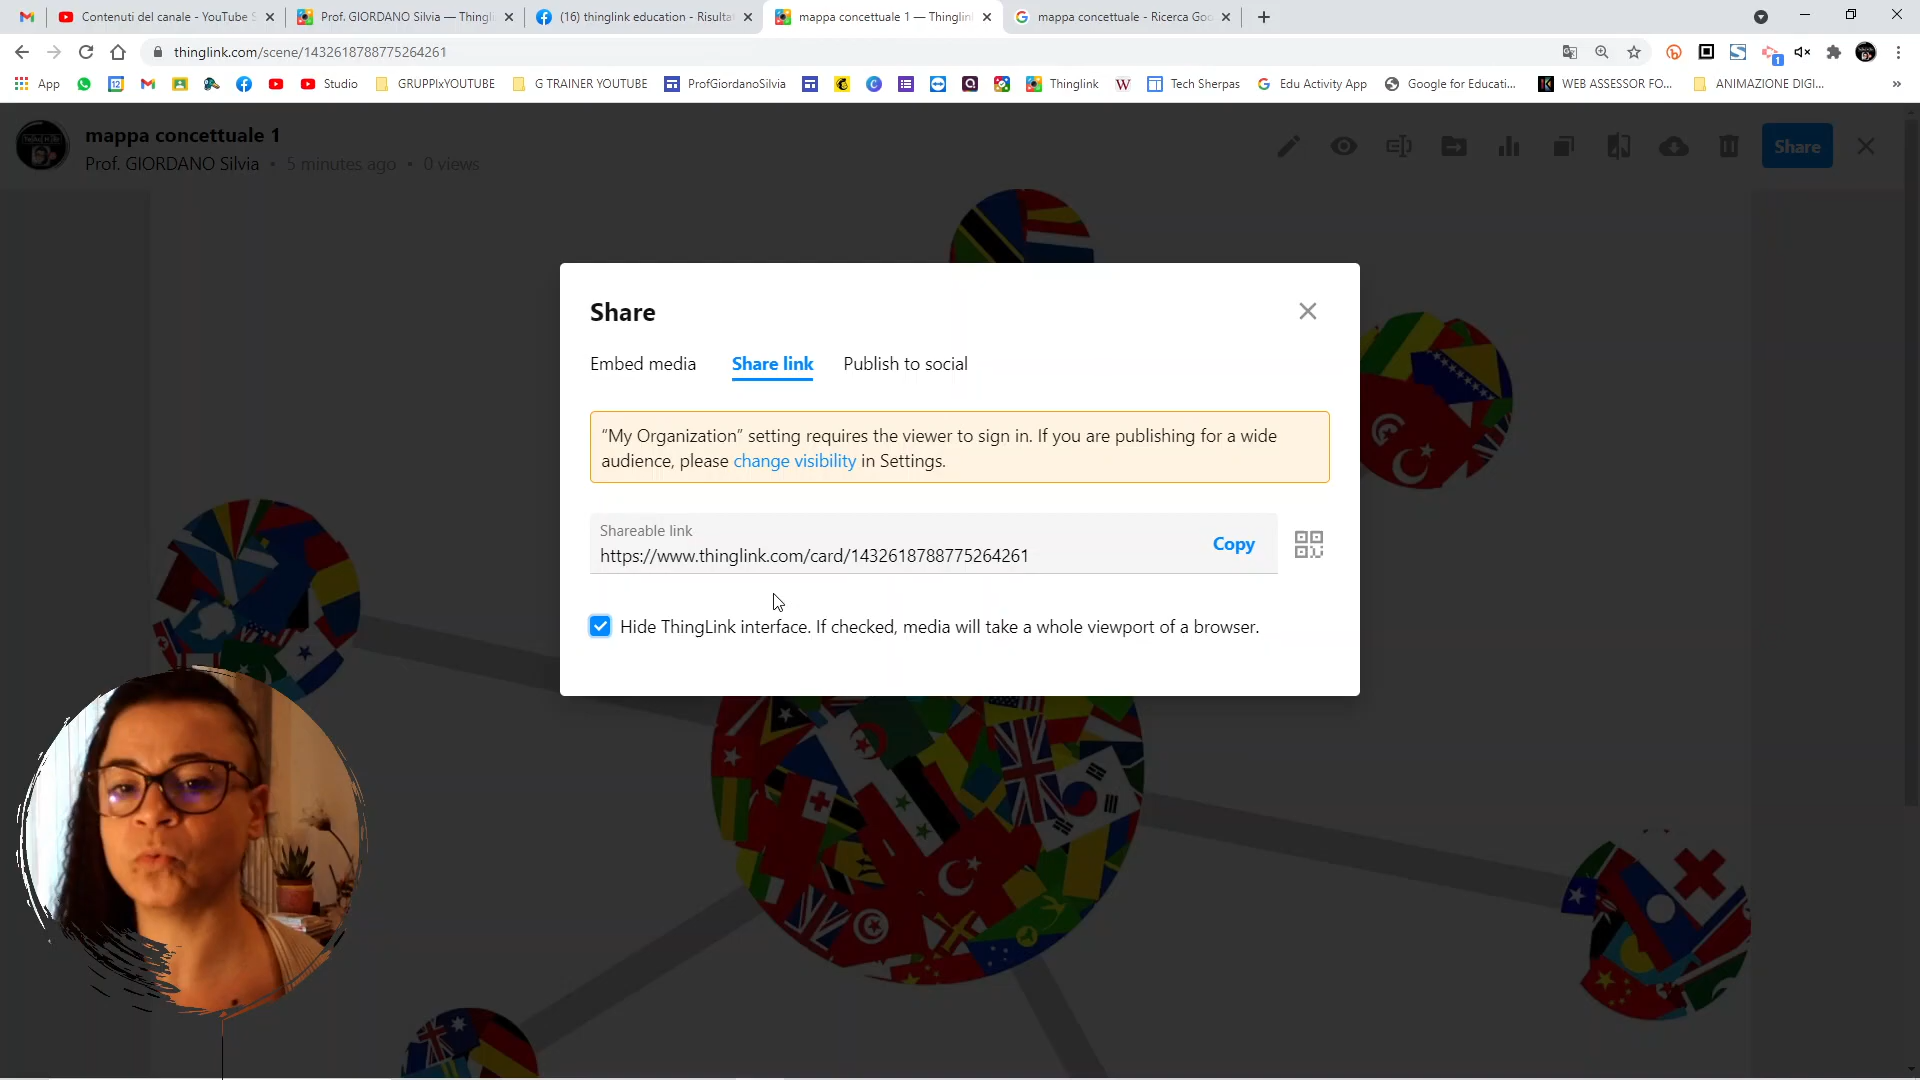 Contenuti del canale - YouTube S
Prof. GIORDANO Silvia — Thingli
(16) thinglink education - Risulta
mappa concettuale 1 — Thinglin
mappa concettuale - Ricerca Goo
thinglink.com/scene/1432618788775264261
App
Studio
GRUPPIxYOUTUBE
G TRAINER YOUTUBE
ProfGiordanoSilvia
Thinglink
Tech Sherpas
Edu Activity App
Google for Educati...
WEB ASSESSOR FO...
ANIMAZIONE DIGI...
mappa concettuale 1
Prof. GIORDANO Silvia • 5 minutes ago • 0 views
Share
Share
Embed media
Share link
Publish to social
"My Organization" setting requires the viewer to sign in. If you are publishing for a wide
audience, please change visibility in Settings.
Shareable link
https://www.thinglink.com/card/1432618788775264261
Copy
Hide ThingLink interface. If checked, media will take a whole viewport of a browser.